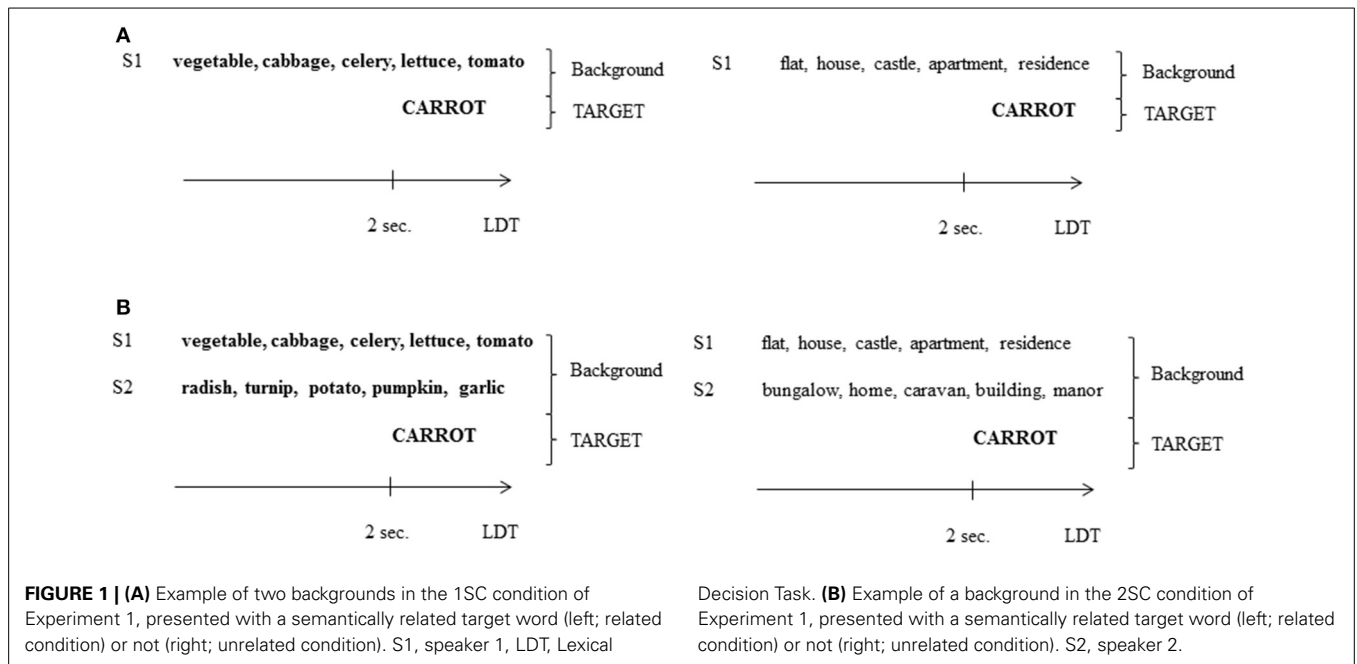 A
S1 vegetable, cabbage, celery, lettuce, tomato Background
CARROT TARGET
2 sec. LDT
S1 flat, house, castle, apartment, residence Background
CARROT TARGET
2 sec. LDT
B
S1 vegetable, cabbage, celery, lettuce, tomato
S2 radish, turnip, potato, pumpkin, garlic
Background
CARROT TARGET
2 sec. LDT
S1 flat, house, castle, apartment, residence
S2 bungalow, home, caravan, building, manor
Background
CARROT TARGET
2 sec. LDT
FIGURE 1 | (A) Example of two backgrounds in the 1SC condition of
Experiment 1, presented with a semantically related target word (left; related
condition) or not (right; unrelated condition). S1, speaker 1, LDT, Lexical
Decision Task. (B) Example of a background in the 2SC condition of
Experiment 1, presented with a semantically related target word (left; related
condition) or not (right; unrelated condition). S2, speaker 2.